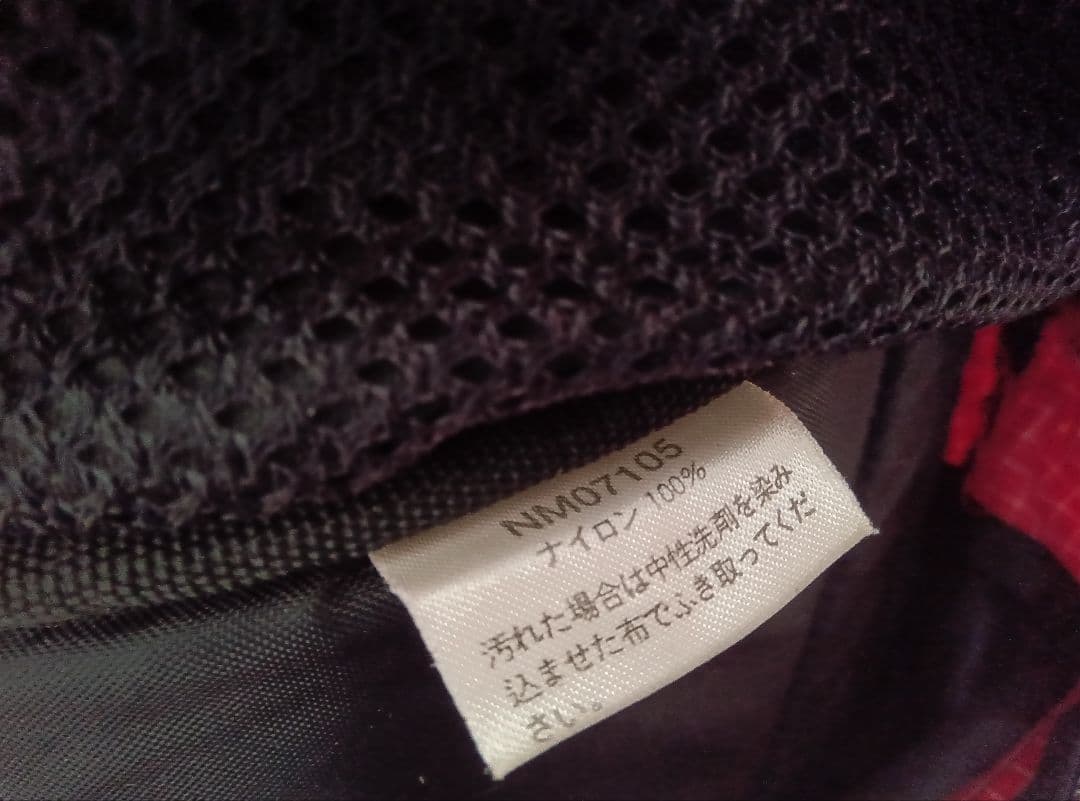 NM07105
ナイロン 100%
汚れた場合は中性洗剤を染み
込ませた布でふき取ってくだ
さい。